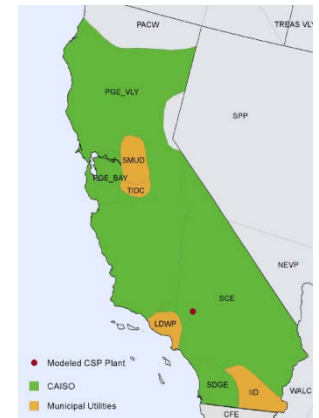 PACW
TREAS VLY
PGE_VLY
SPP
SMUD
PGE_BAY
TIDC
NEVP
SCE
LDWP
Modeled CSP Plant
CAISO
SDGE
IID
WALC
Municipal Utilities
CFE